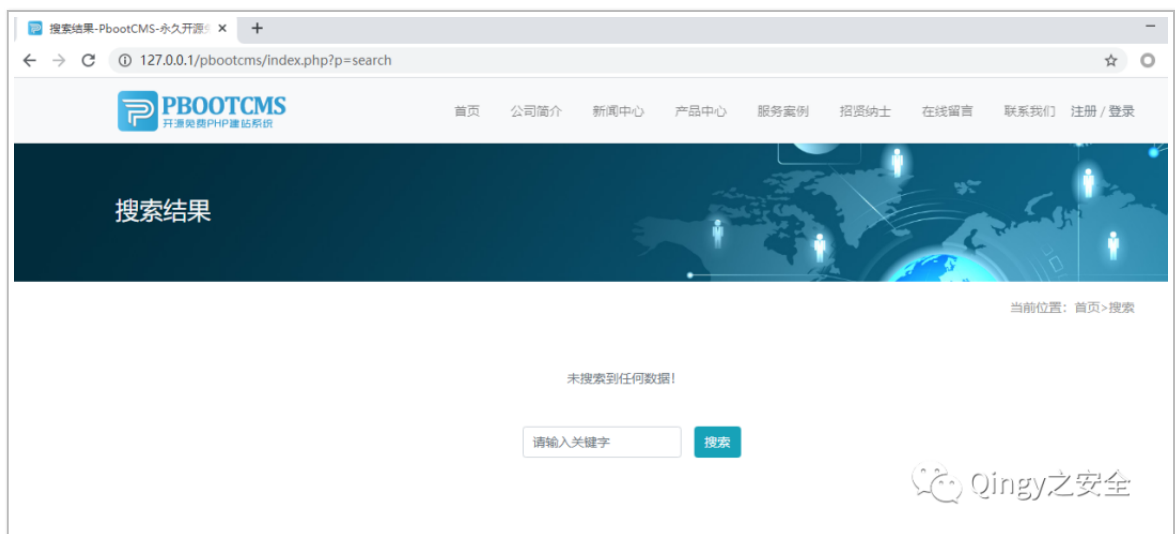 搜索结果-PbootCMS-永久开源
127.0.0.1/pbootcms/index.php?p=search
PBOOTCMS
开源免费PHP建站系统
首页 公司简介 新闻中心 产品中心 服务案例 招贤纳士 在线留言 联系我们 注册 / 登录
搜索结果
当前位置：首页>搜索
未搜索到任何数据！
请输入关键字 搜索
Qingy之安全